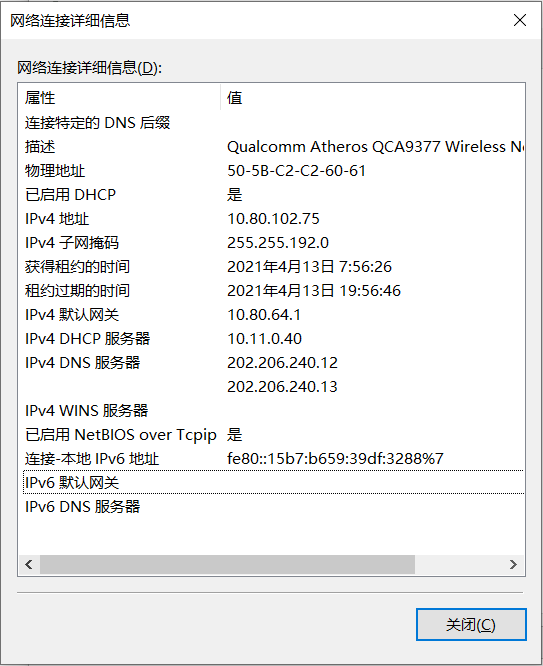 网络连接详细信息
网络连接详细信息(D):
属性 值
连接特定的 DNS 后缀
描述 Qualcomm Atheros QCA9377 Wireless
物理地址 50-5B-C2-C2-60-61
已启用 DHCP 是
IPv4 地址 10.80.102.75
IPv4 子网掩码 255.255.192.0
获得租约的时间 2021年4月13日 7:56:26
租约过期的时间 2021年4月13日 19:56:46
IPv4 默认网关 10.80.64.1
IPv4 DHCP 服务器 10.11.0.40
IPv4 DNS 服务器 202.206.240.12
202.206.240.13
IPv4 WINS 服务器
已启用 NetBIOS over Tcpip 是
连接-本地 IPv6 地址 fe80::15b7:b659:39df:3288%7
IPv6 默认网关
IPv6 DNS 服务器
关闭(C)